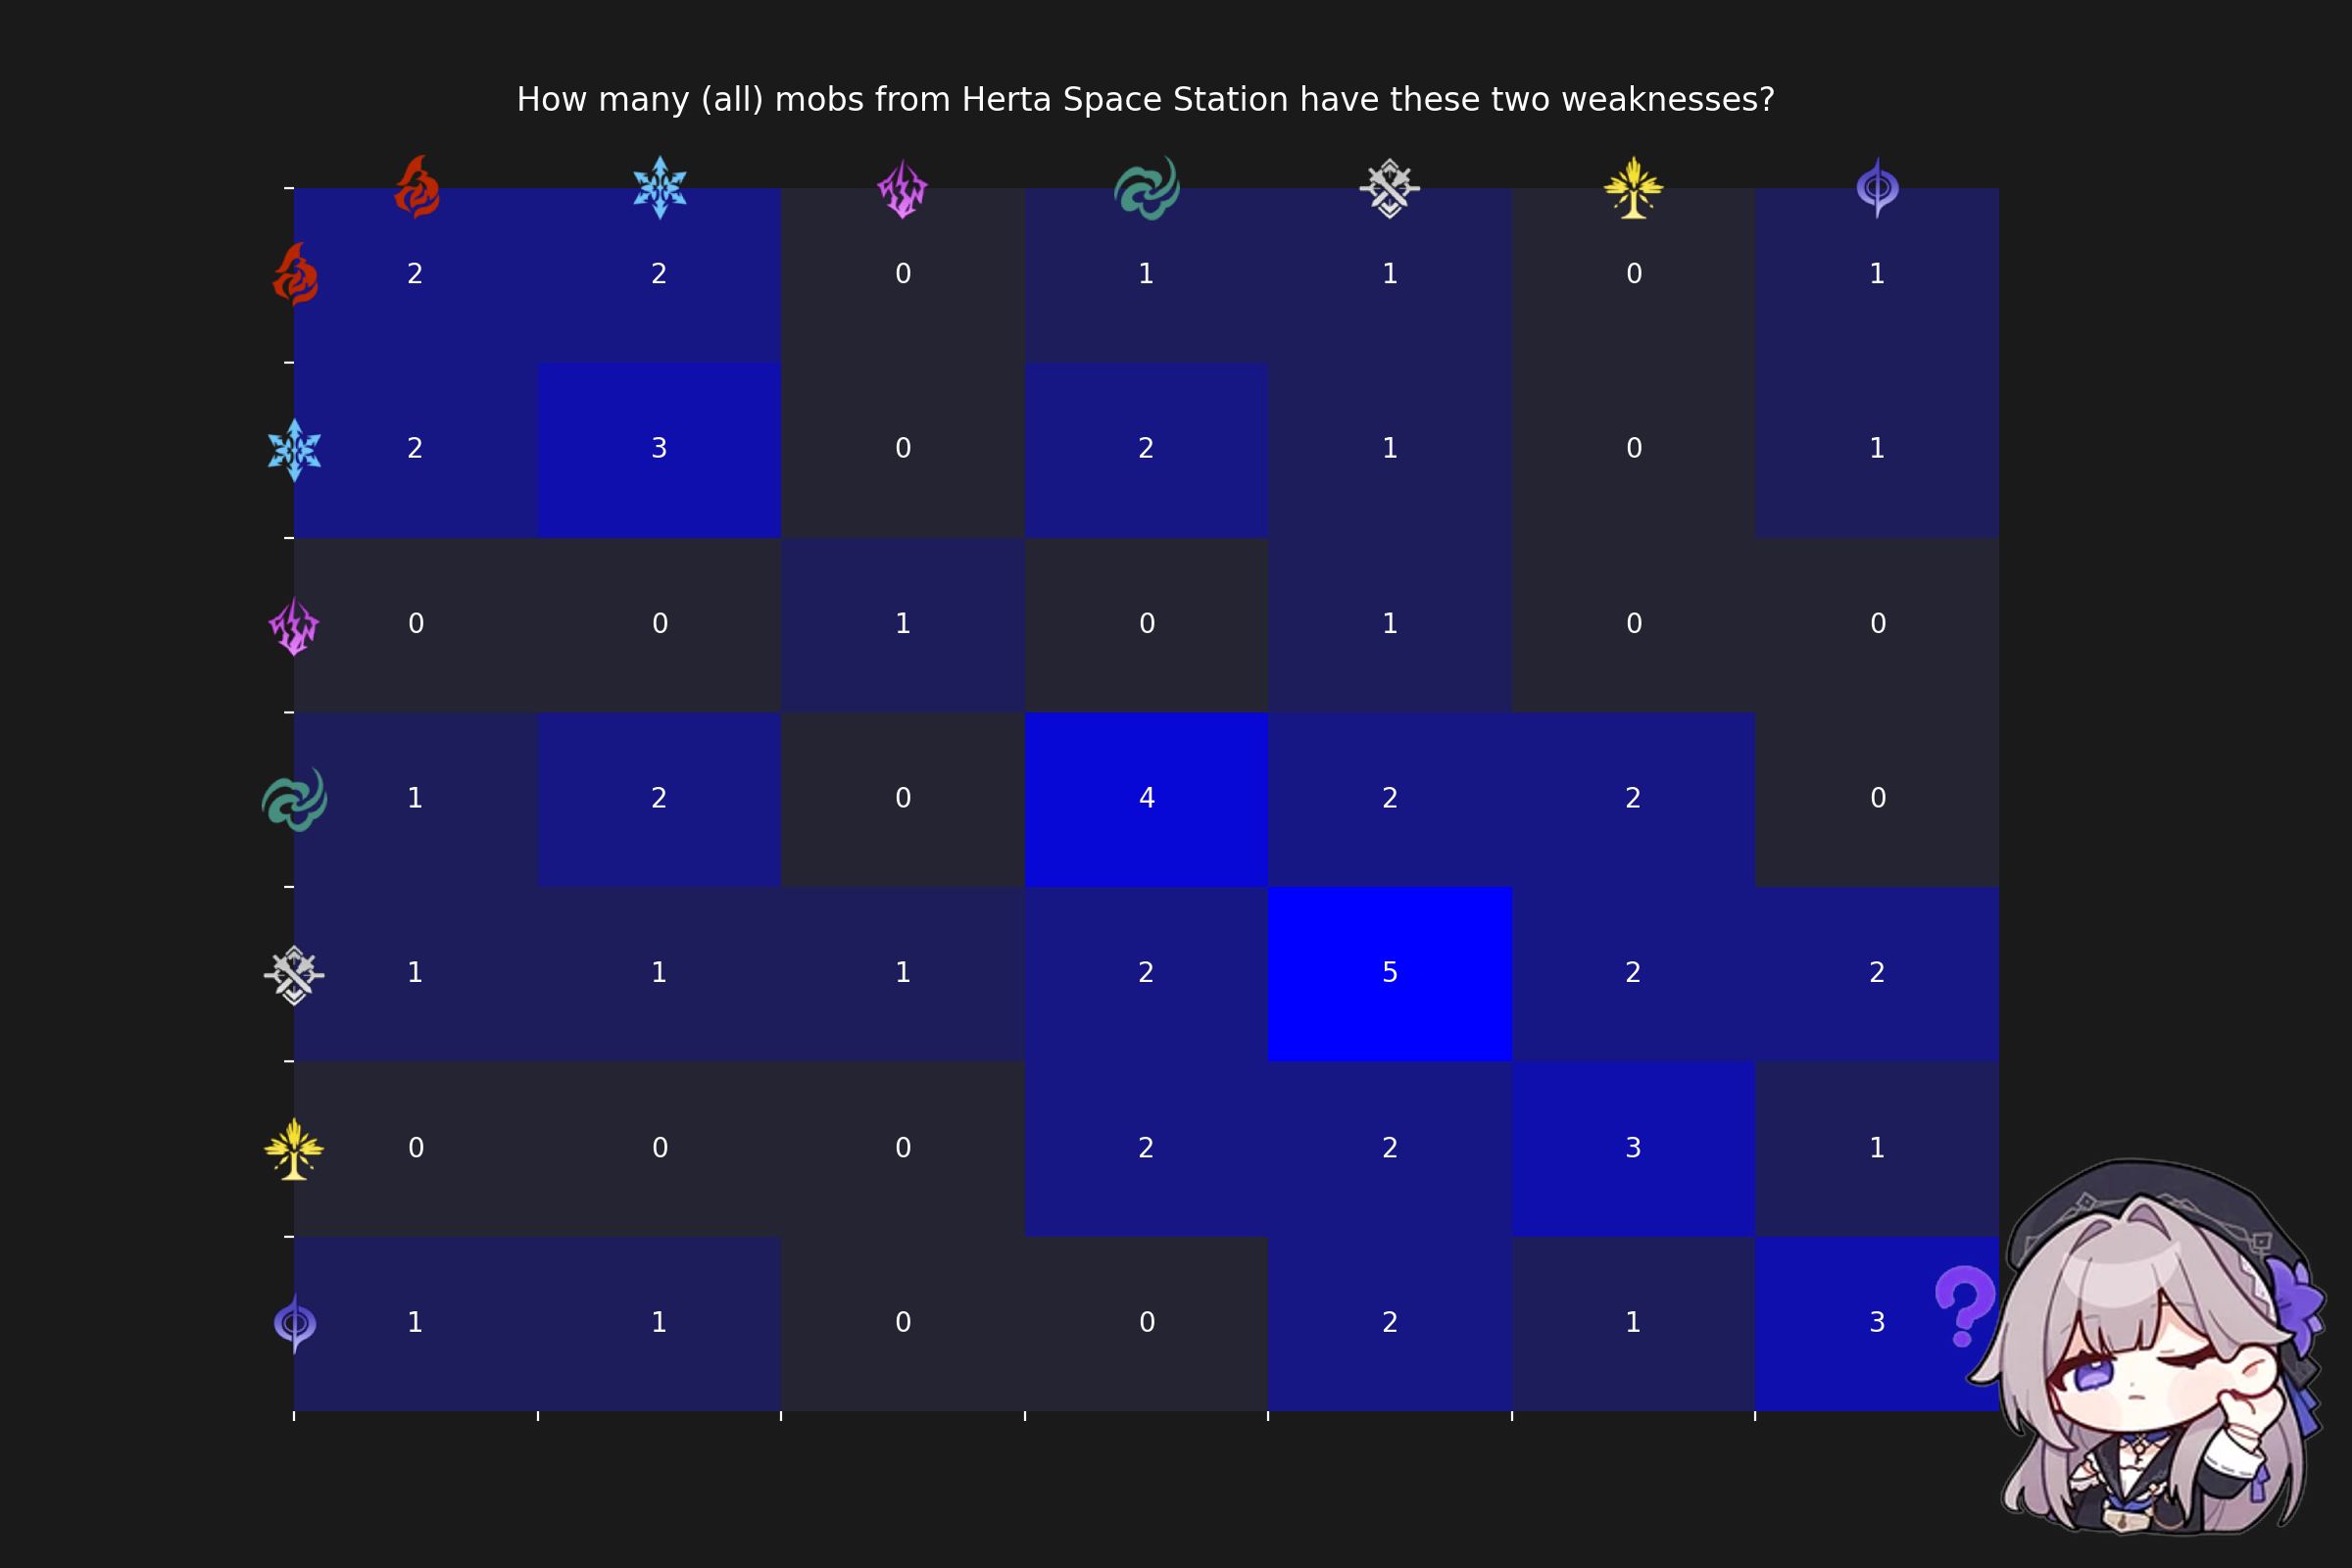 How many (all) mobs from Herta Space Station have these two weaknesses?
2 2 0 1 1 0 1
2 3 0 2 1 0 1
0 0 1 0 1 0 0
1 2 0 4 2 2 0
1 1 1 2 5 2 2
0 0 0 2 2 3 1
1 1 0 0 2 1 3 ?